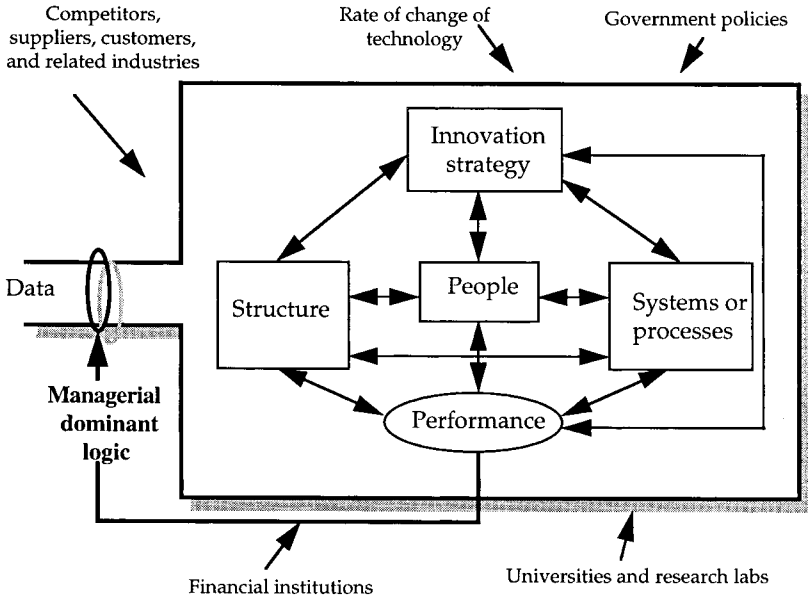 Competitors,
suppliers, customers,
and related industries
Rate of change of
technology
Government policies
Innovation
strategy
Data
Structure
People
Systems or
processes
Managerial
dominant
logic
Performance
Financial institutions
Universities and research labs